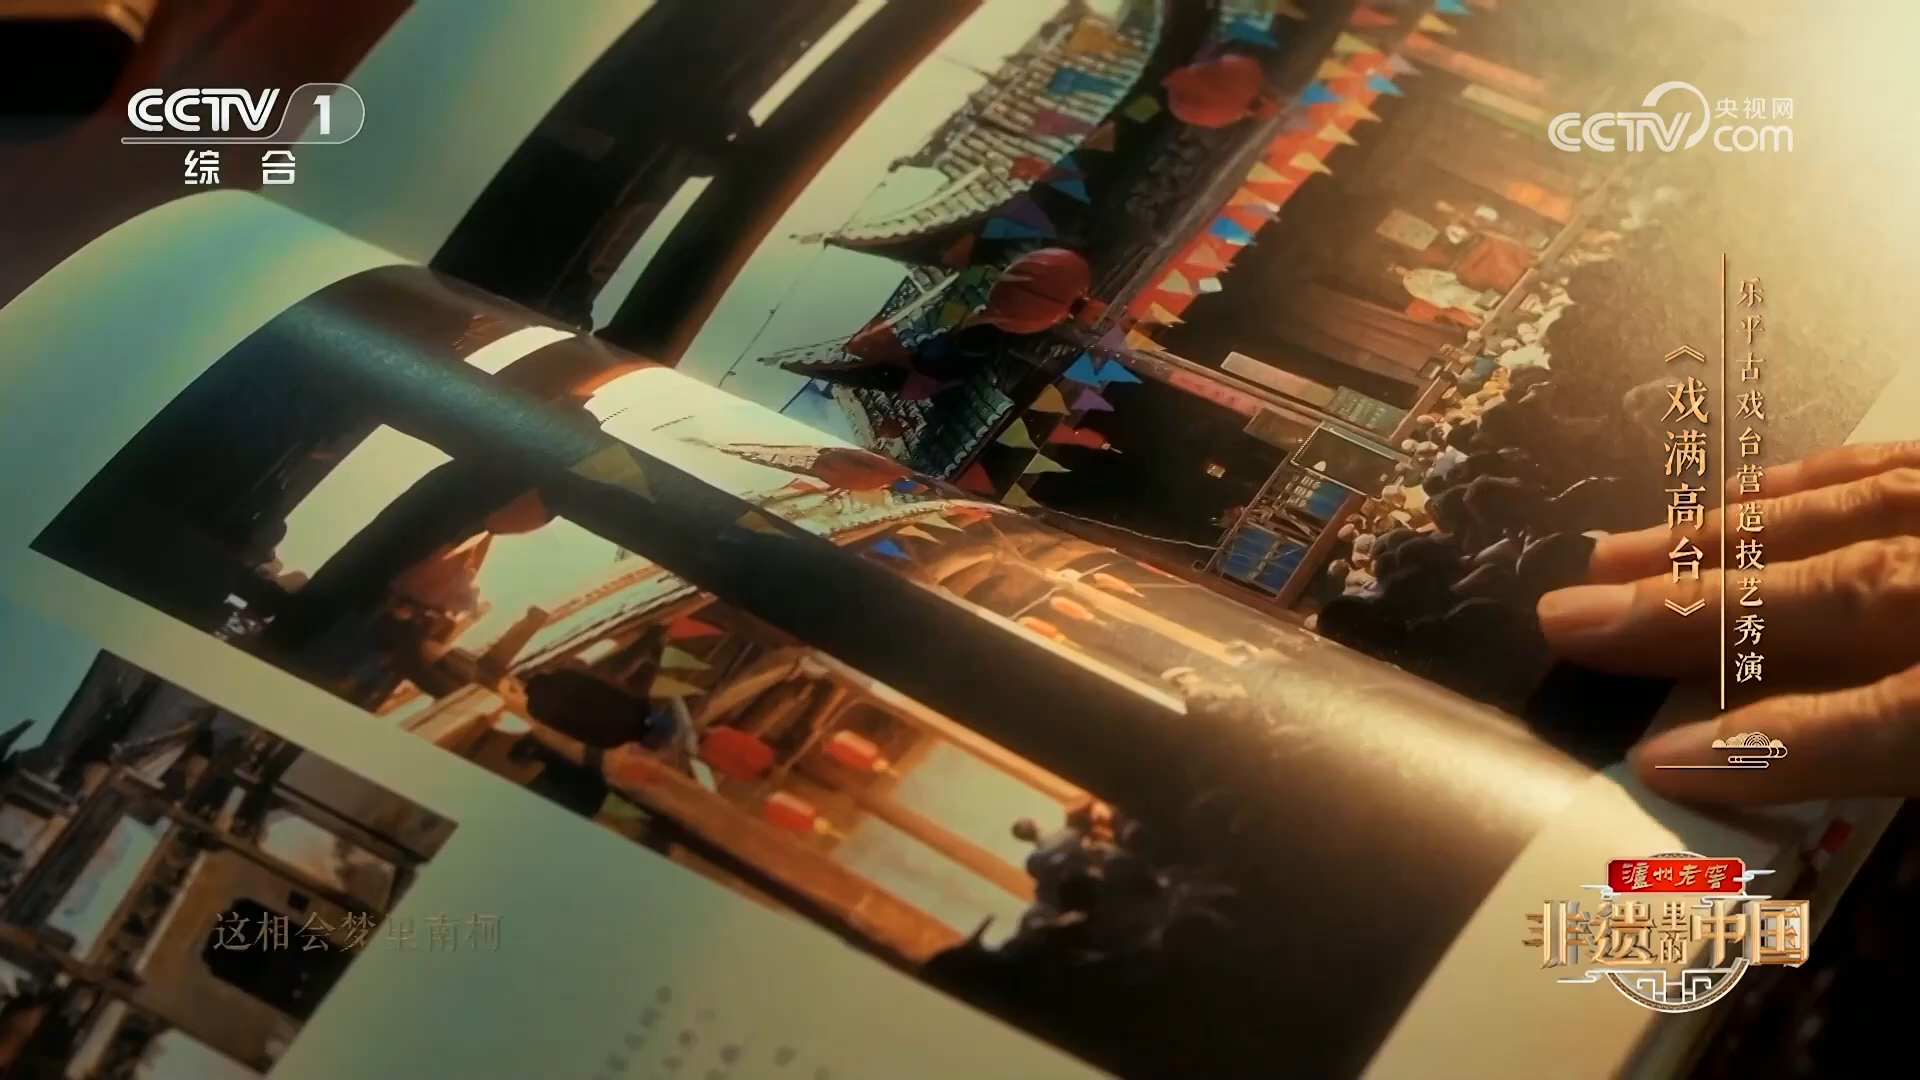 CCTV 1
综合
CCTV.com
央视网
乐平古戏台营造技艺秀演
《戏满高台》
这相会梦里南柯
泸州老窖
非遗里的中国